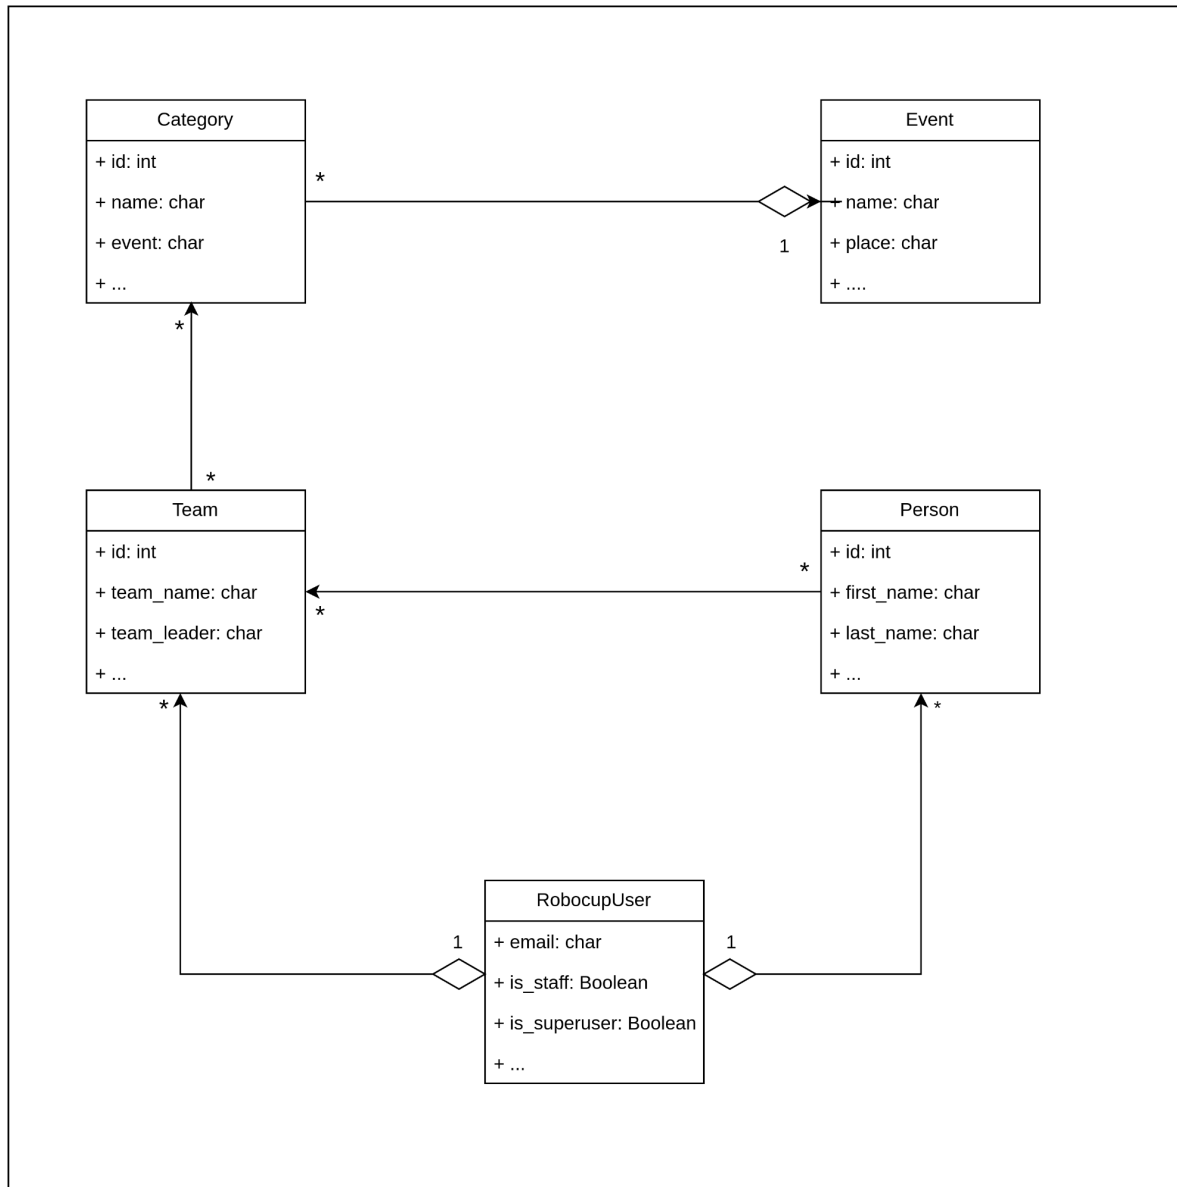 Category
+ id: int
+ name: char
+ event: char
+ ...
*
1
Event
+ id: int
+ name: char
+ place: char
+ ....
*
*
Team
+ id: int
+ team_name: char
+ team_leader: char
+ ...
*
*
Person
+ id: int
+ first_name: char
+ last_name: char
+ ...
*
*
1
RobocupUser
+ email: char
+ is_staff: Boolean
+ is_superuser: Boolean
+ ...
1